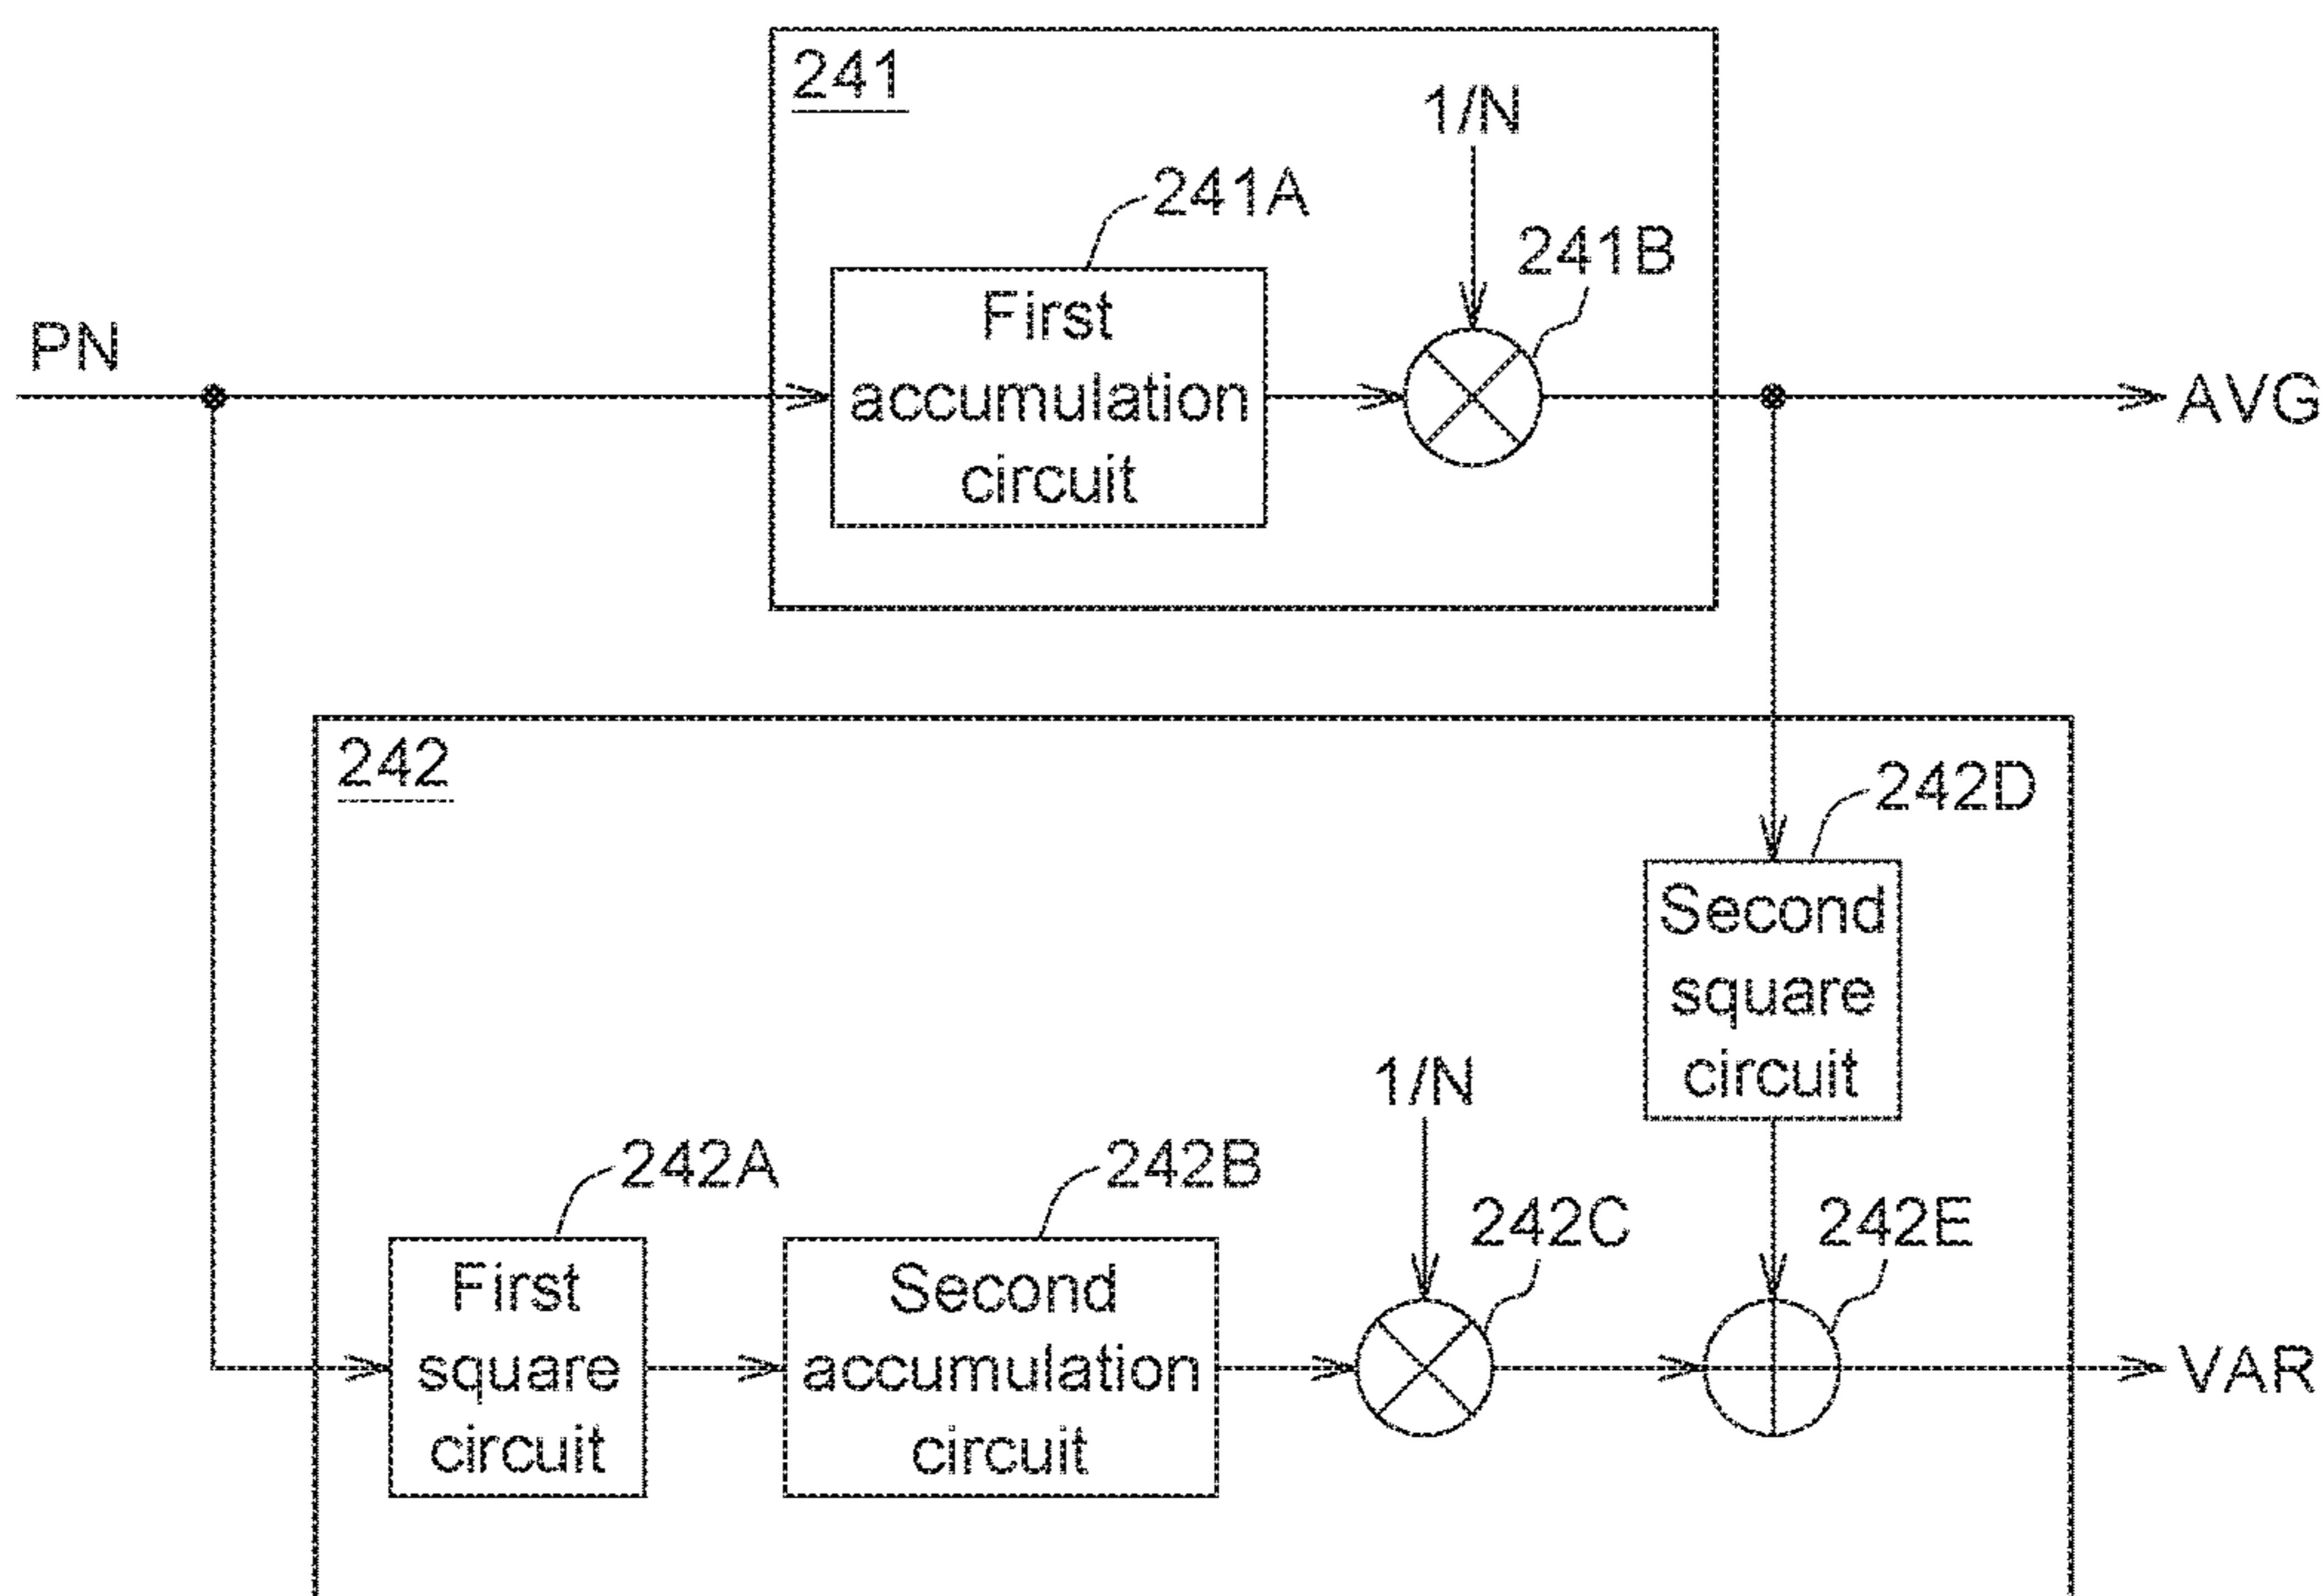 241
1/N
241A
241B
PN
First
accumulation
circuit
AVG
242
242D
Second
square
circuit
1/N
242A
242B
242C
242E
First
square
circuit
Second
accumulation
circuit
VAR